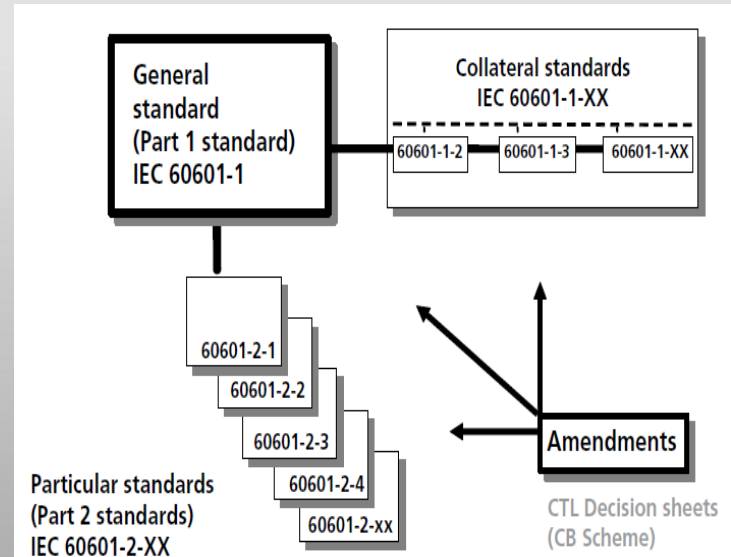 General
standard
(Part 1 standard)
IEC 60601-1
Collateral standards
IEC 60601-1-XX
60601-1-2
60601-1-3
60601-1-XX
60601-2-1
60601-2-2
60601-2-3
60601-2-4
60601-2-xx
Particular standards
(Part 2 standards)
IEC 60601-2-XX
Amendments
CTL Decision sheets
(CB Scheme)